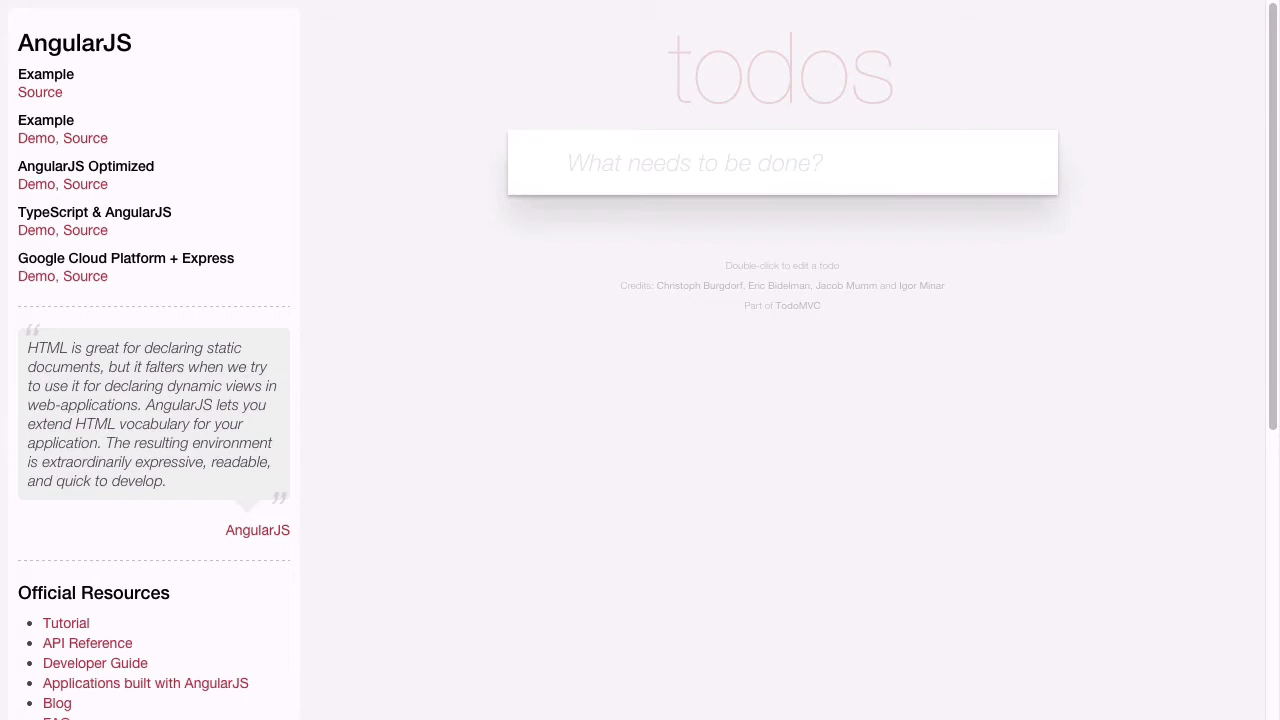 AngularJS
Example
Source
Example
Demo, Source
AngularJS Optimized
Demo, Source
TypeScript & AngularJS
Demo, Source
Google Cloud Platform + Express
Demo, Source
“
HTML is great for declaring static
documents, but it falters when we try
to use it for declaring dynamic views in
web-applications. AngularJS lets you
extend HTML vocabulary for your
application. The resulting environment
is extraordinarily expressive, readable,
and quick to develop.
”
AngularJS
Official Resources
• Tutorial
• API Reference
• Developer Guide
• Applications built with AngularJS
• Blog
todos
What needs to be done?
Double-click to edit a todo
Credits: Christoph Burgdorf, Eric Bidelman, Jacob Mumm and Igor Minar
Part of TodoMVC